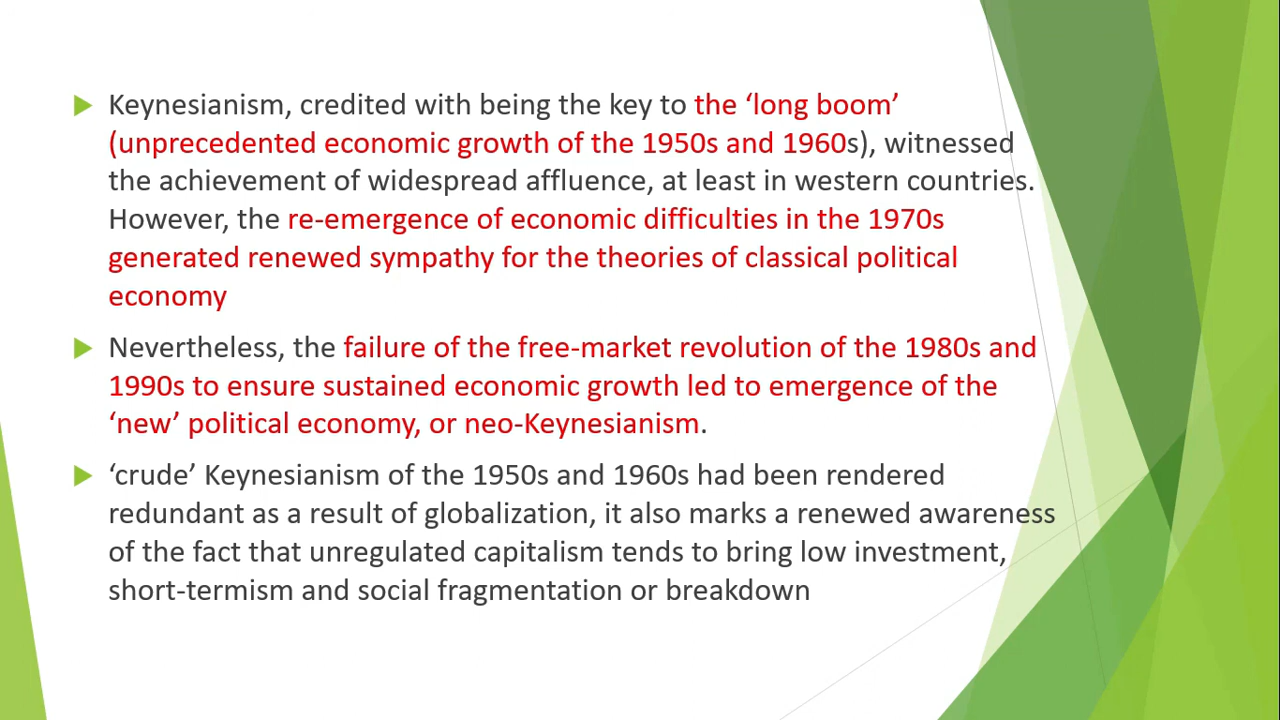 Keynesianism, credited with being the key to the ‘long boom’
(unprecedented economic growth of the 1950s and 1960s), witnessed
the achievement of widespread affluence, at least in western countries.
However, the re-emergence of economic difficulties in the 1970s
generated renewed sympathy for the theories of classical political
economy
Nevertheless, the failure of the free-market revolution of the 1980s and
1990s to ensure sustained economic growth led to emergence of the
‘new’ political economy, or neo-Keynesianism.
‘crude’ Keynesianism of the 1950s and 1960s had been rendered
redundant as a result of globalization, it also marks a renewed awareness
of the fact that unregulated capitalism tends to bring low investment,
short-termism and social fragmentation or breakdown